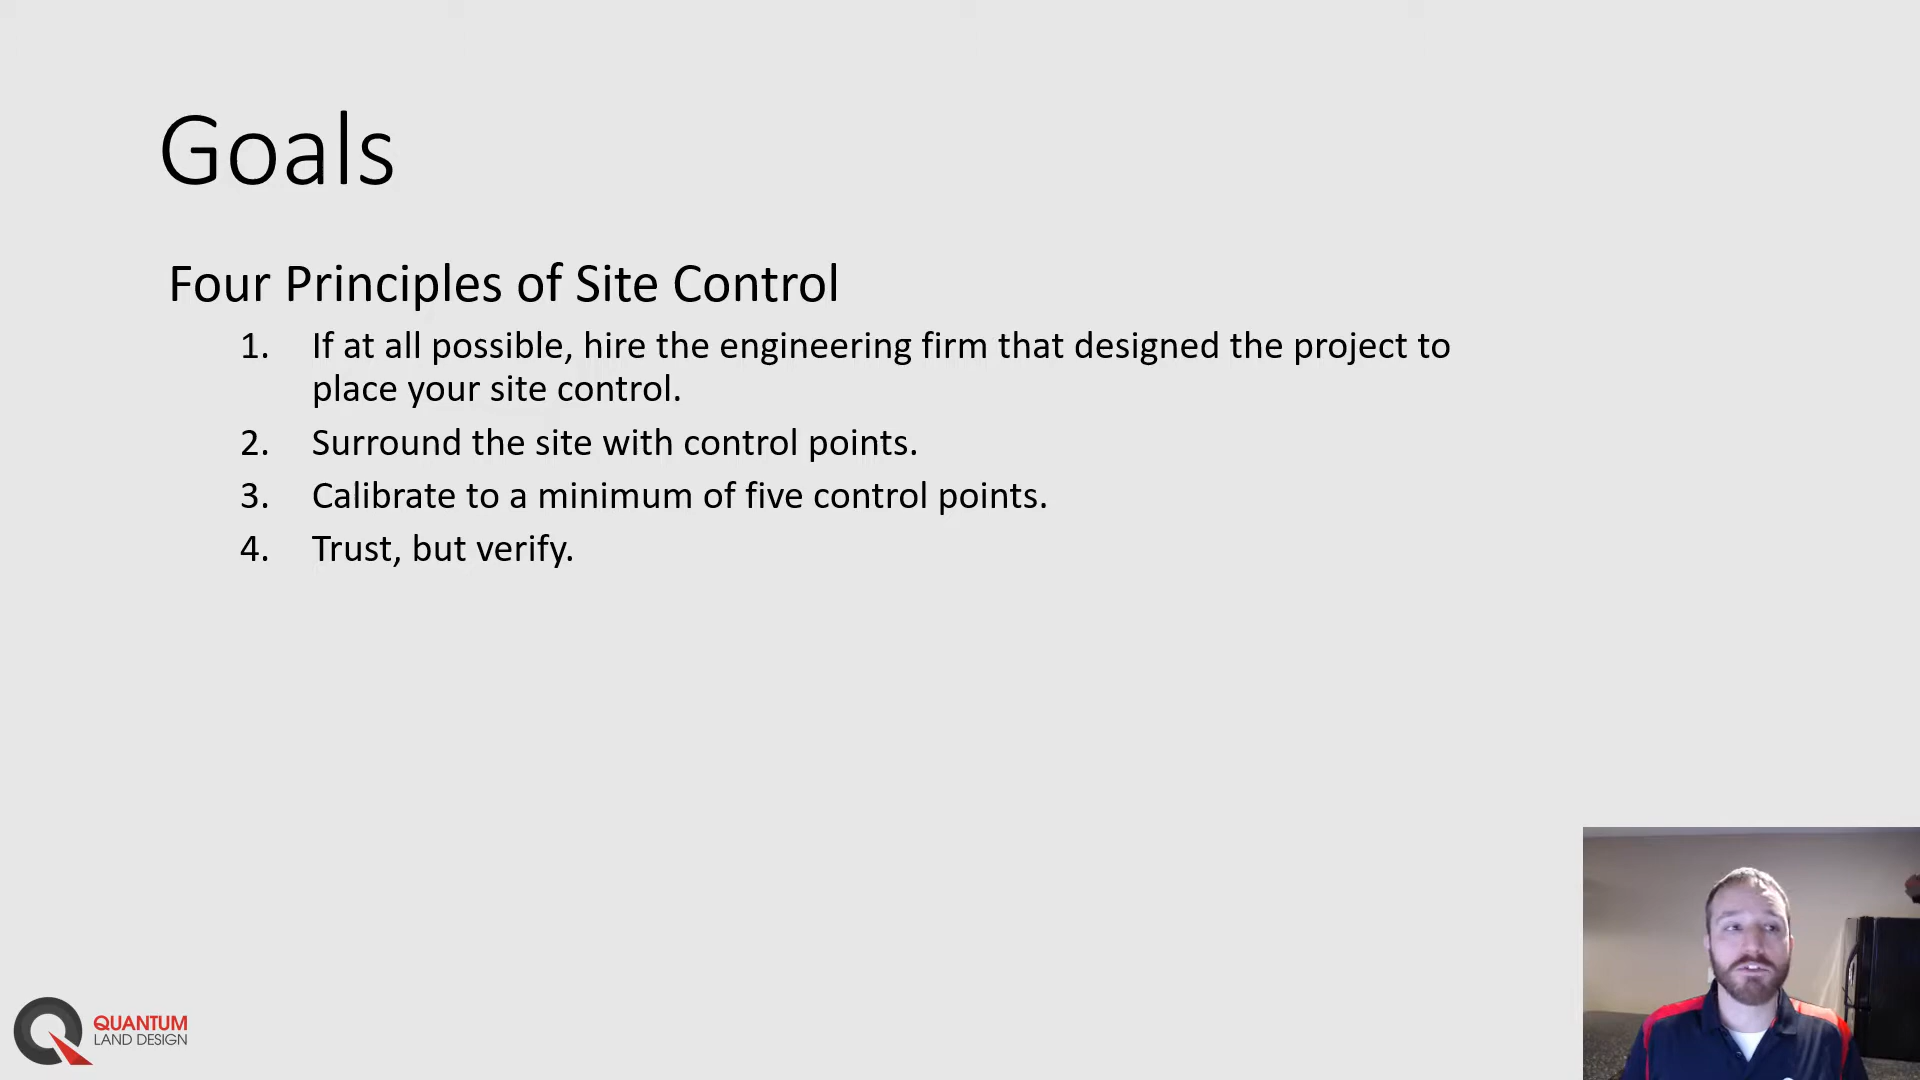 Goals
Four Principles of Site Control
1. If at all possible, hire the engineering firm that designed the project to
place your site control.
2. Surround the site with control points.
3. Calibrate to a minimum of five control points.
4. Trust, but verify.
QUANTUM
LAND DESIGN